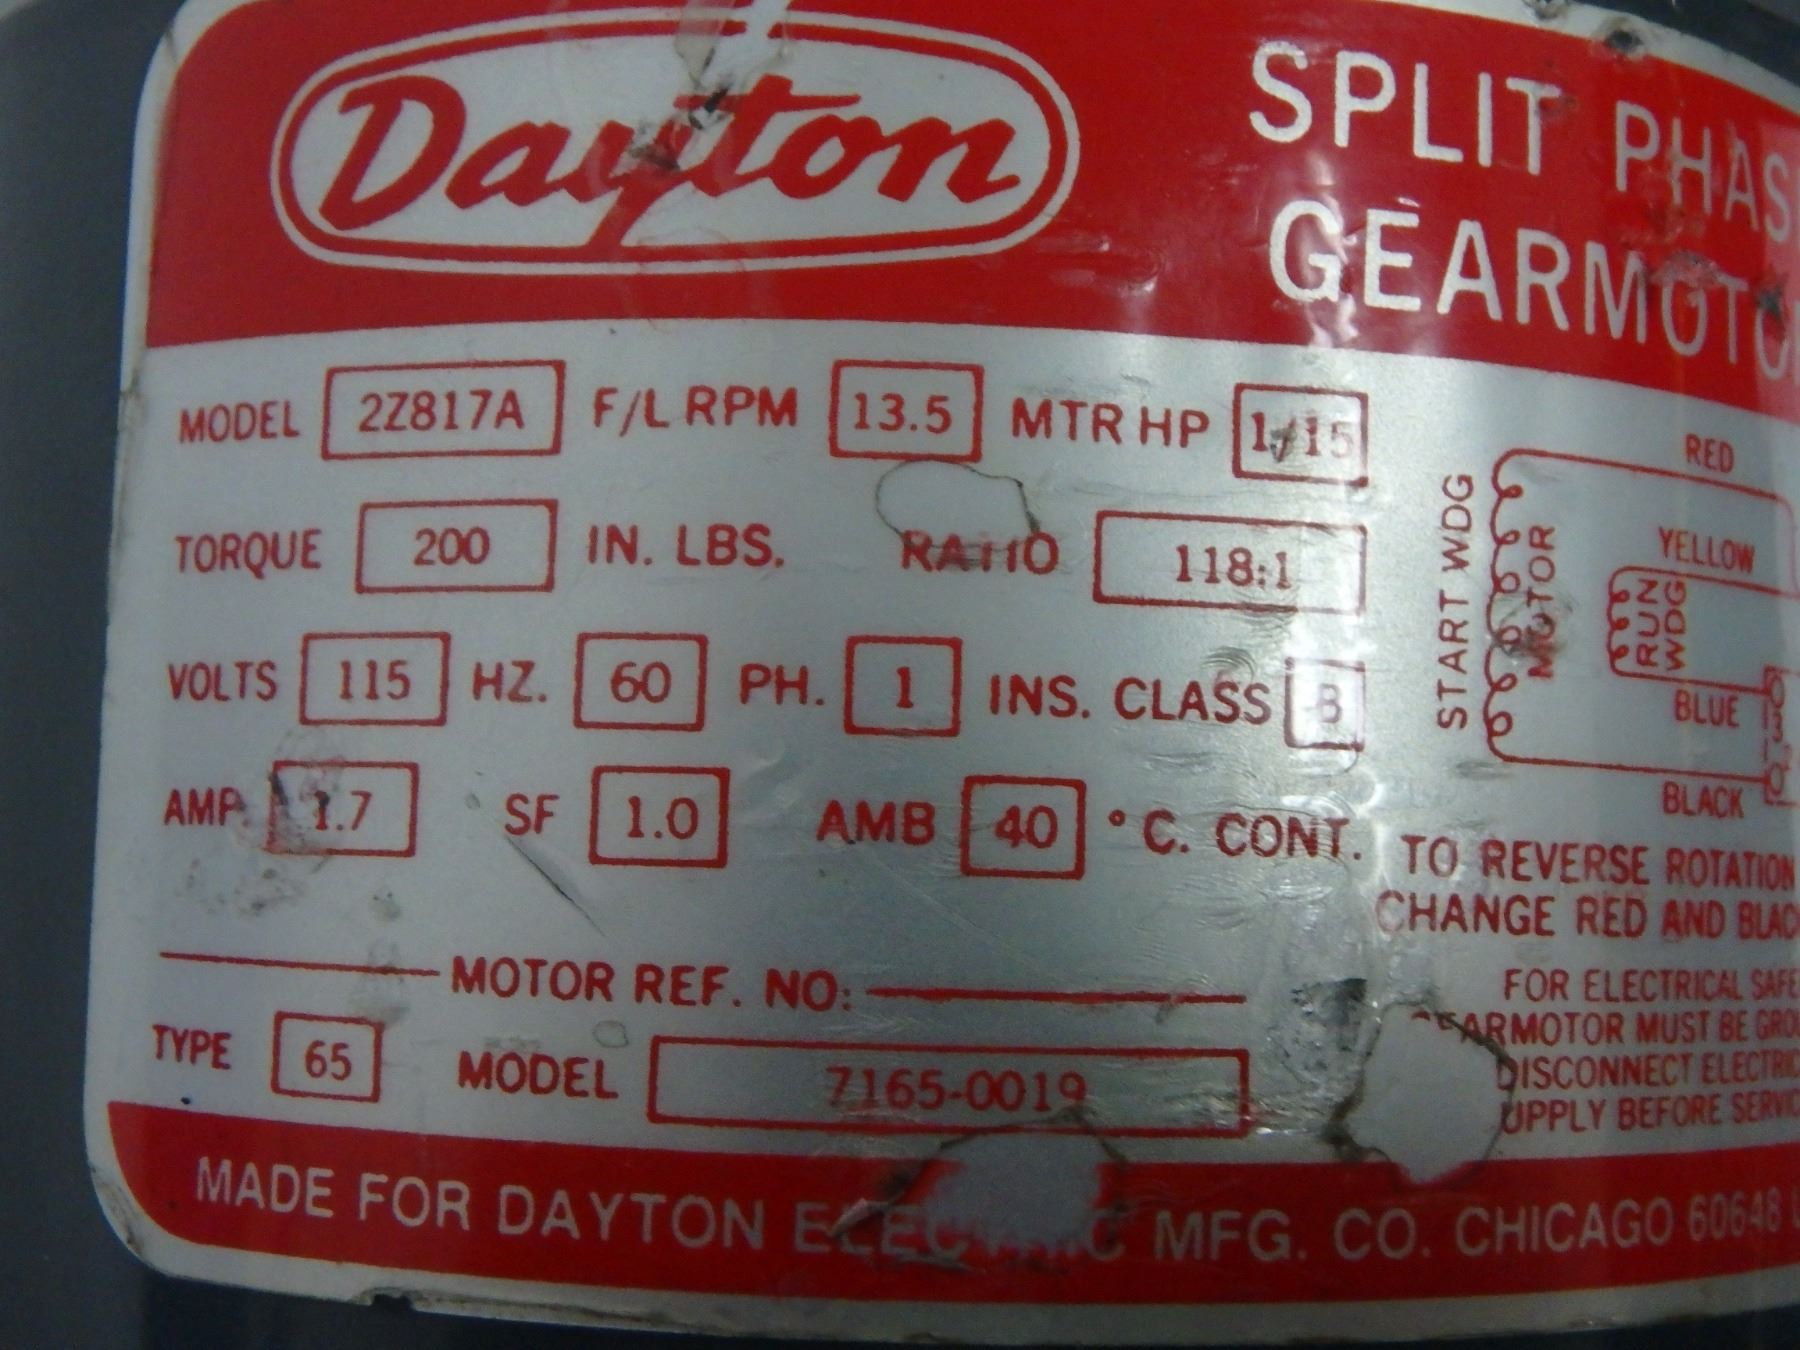 Dayton
SPLIT PHAS
GEARMOTO
MODEL 2Z817A F/L RPM 13.5 MTR HP 1/15
TORQUE 200 IN. LBS. RATIO 118:1
VOLTS 115 HZ. 60 PH. 1 INS. CLASS B
AMP. 1.7 SF 1.0 AMB 40 °C. CONT.
MOTOR REF. NO:
TYPE 65 MODEL 7165-0019
START WDG
MOTOR
RUN
WDG
RED
YELLOW
BLUE
BLACK
TO REVERSE ROTATION
CHANGE RED AND BLAC
FOR ELECTRICAL SAFE
EARMOTOR MUST BE GRO
DISCONNECT ELECTRIC
UPPLY BEFORE SERVIC
MADE FOR DAYTON ELECTRIC MFG. CO. CHICAGO 60648